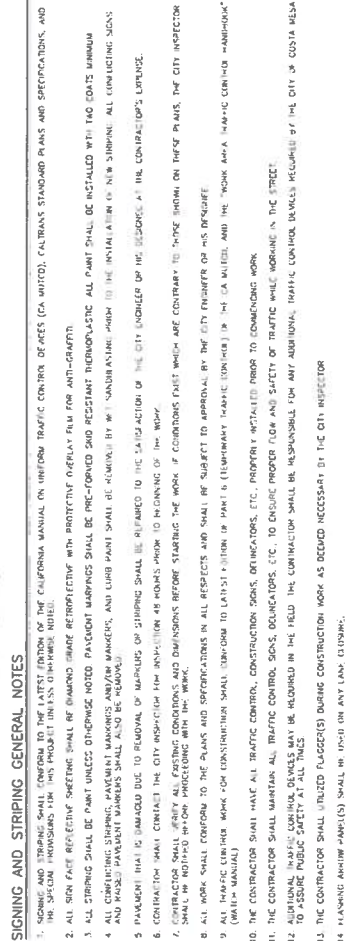 SIGNING AND STRIPING GENERAL NOTES
1. SIGNING AND STRIPING SHALL CONFORM TO THE LATEST EDITION OF THE CALIFORNIA MANUAL ON UNIFORM TRAFFIC CONTROL DEVICES (CA MUTCD), CALTRANS STANDARD PLANS AND SPECIFICATIONS, AND
THE SPECIAL PROVISIONS FOR THIS PROJECT UNLESS OTHERWISE NOTED.
2. ALL SIGN FACE REFLECTIVE SHEETING SHALL BE DIAMOND GRADE RETROREFLECTIVE WITH PROTECTIVE OVERLAY FILM FOR ANTI-GRAFFITI
3. ALL STRIPING SHALL BE PAINT UNLESS OTHERWISE NOTED PAVEMENT MARKINGS SHALL BE PRE-FORMED SKID RESISTANT THERMOPLASTIC ALL PAINT SHALL BE INSTALLED WITH TWO COATS MINIMUM
4 ALL CONFLICTING STRIPING, PAVEMENT MARKINGS AND/OR MARKERS, AND CURB PAINT SHALL BE REMOVED BY WET SANDBLASTING PRIOR TO THE INSTALLATION OF NEW STRIPING. ALL CONFLICTING SIGNS
AND RAISED PAVEMENT MARKERS SHALL ALSO BE REMOVED.
5 PAVEMENT THAT IS DAMAGED DUE TO REMOVAL OF MARKERS OR STRIPING SHALL BE REPAIRED TO THE SATISFACTION OF THE CITY ENGINEER OR HIS DESIGNEE AT THE CONTRACTOR'S EXPENSE.
6. CONTRACTOR SHALL CONTACT THE CITY INSPECTOR FOR INSPECTION 48 HOURS PRIOR TO BEGINNING OF THE WORK.
7. CONTRACTOR SHALL VERIFY ALL EXISTING CONDITIONS AND DIMENSIONS BEFORE STARTING THE WORK IF CONDITIONS EXIST WHICH ARE CONTRARY TO THOSE SHOWN ON THESE PLANS, THE CITY INSPECTOR
SHALL BE NOTIFIED BEFORE PROCEEDING WITH THE WORK.
8. ALL WORK SHALL CONFORM TO THE PLANS AND SPECIFICATIONS IN ALL RESPECTS AND SHALL BE SUBJECT TO APPROVAL BY THE CITY ENGINEER OR HIS DESIGNEE
9 ALL TRAFFIC CONTROL WORK FOR CONSTRUCTION SHALL CONFORM TO LATEST EDITION OF PART 6 (TEMPORARY TRAFFIC CONTROL) OF THE CA MUTCD, AND THE "WORK AREA TRAFFIC CONTROL HANDBOOK"
(WATCH MANUAL)
10. THE CONTRACTOR SHALL HAVE ALL TRAFFIC CONTROL, CONSTRUCTION SIGNS, DELINEATORS, ETC., PROPERLY INSTALLED PRIOR TO COMMENCING WORK
11. THE CONTRACTOR SHALL MAINTAIN ALL TRAFFIC CONTROL SIGNS, DELINEATORS, ETC., TO ENSURE PROPER FLOW AND SAFETY OF TRAFFIC WHILE WORKING IN THE STREET.
12 ADDITIONAL TRAFFIC CONTROL DEVICES MAY BE REQUIRED IN THE FIELD THE CONTRACTOR SHALL BE RESPONSIBLE FOR ANY ADDITIONAL TRAFFIC CONTROL DEVICES REQUIRED BY THE CITY OF COSTA MESA
TO ASSURE PUBLIC SAFETY AT ALL TIMES
13 THE CONTRACTOR SHALL UTILIZED FLAGGER(S) DURING CONSTRUCTION WORK AS DEEMED NECESSARY BY THE CITY INSPECTOR
14 FLASHING ARROW PANEL(S) SHALL BE USED ON ANY LANE CLOSURE.